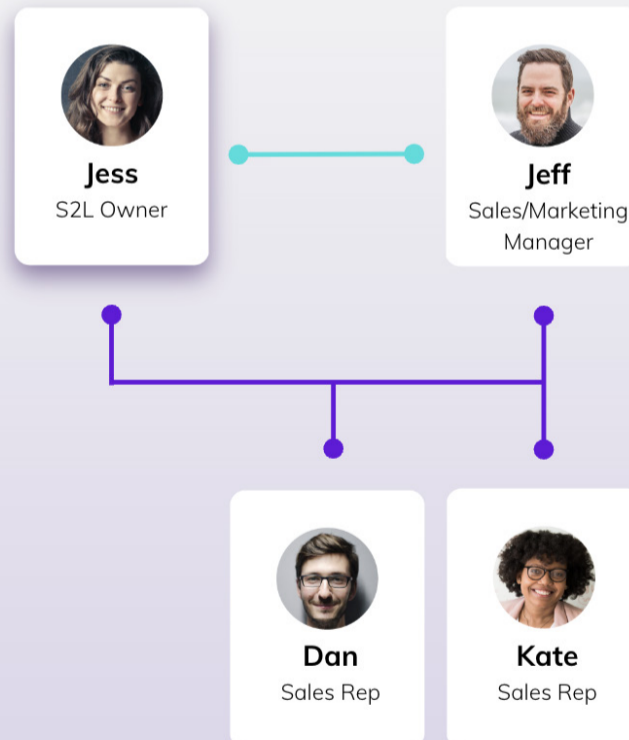 Jess
S2L Owner
Jeff
Sales/Marketing
Manager
Dan
Sales Rep
Kate
Sales Rep